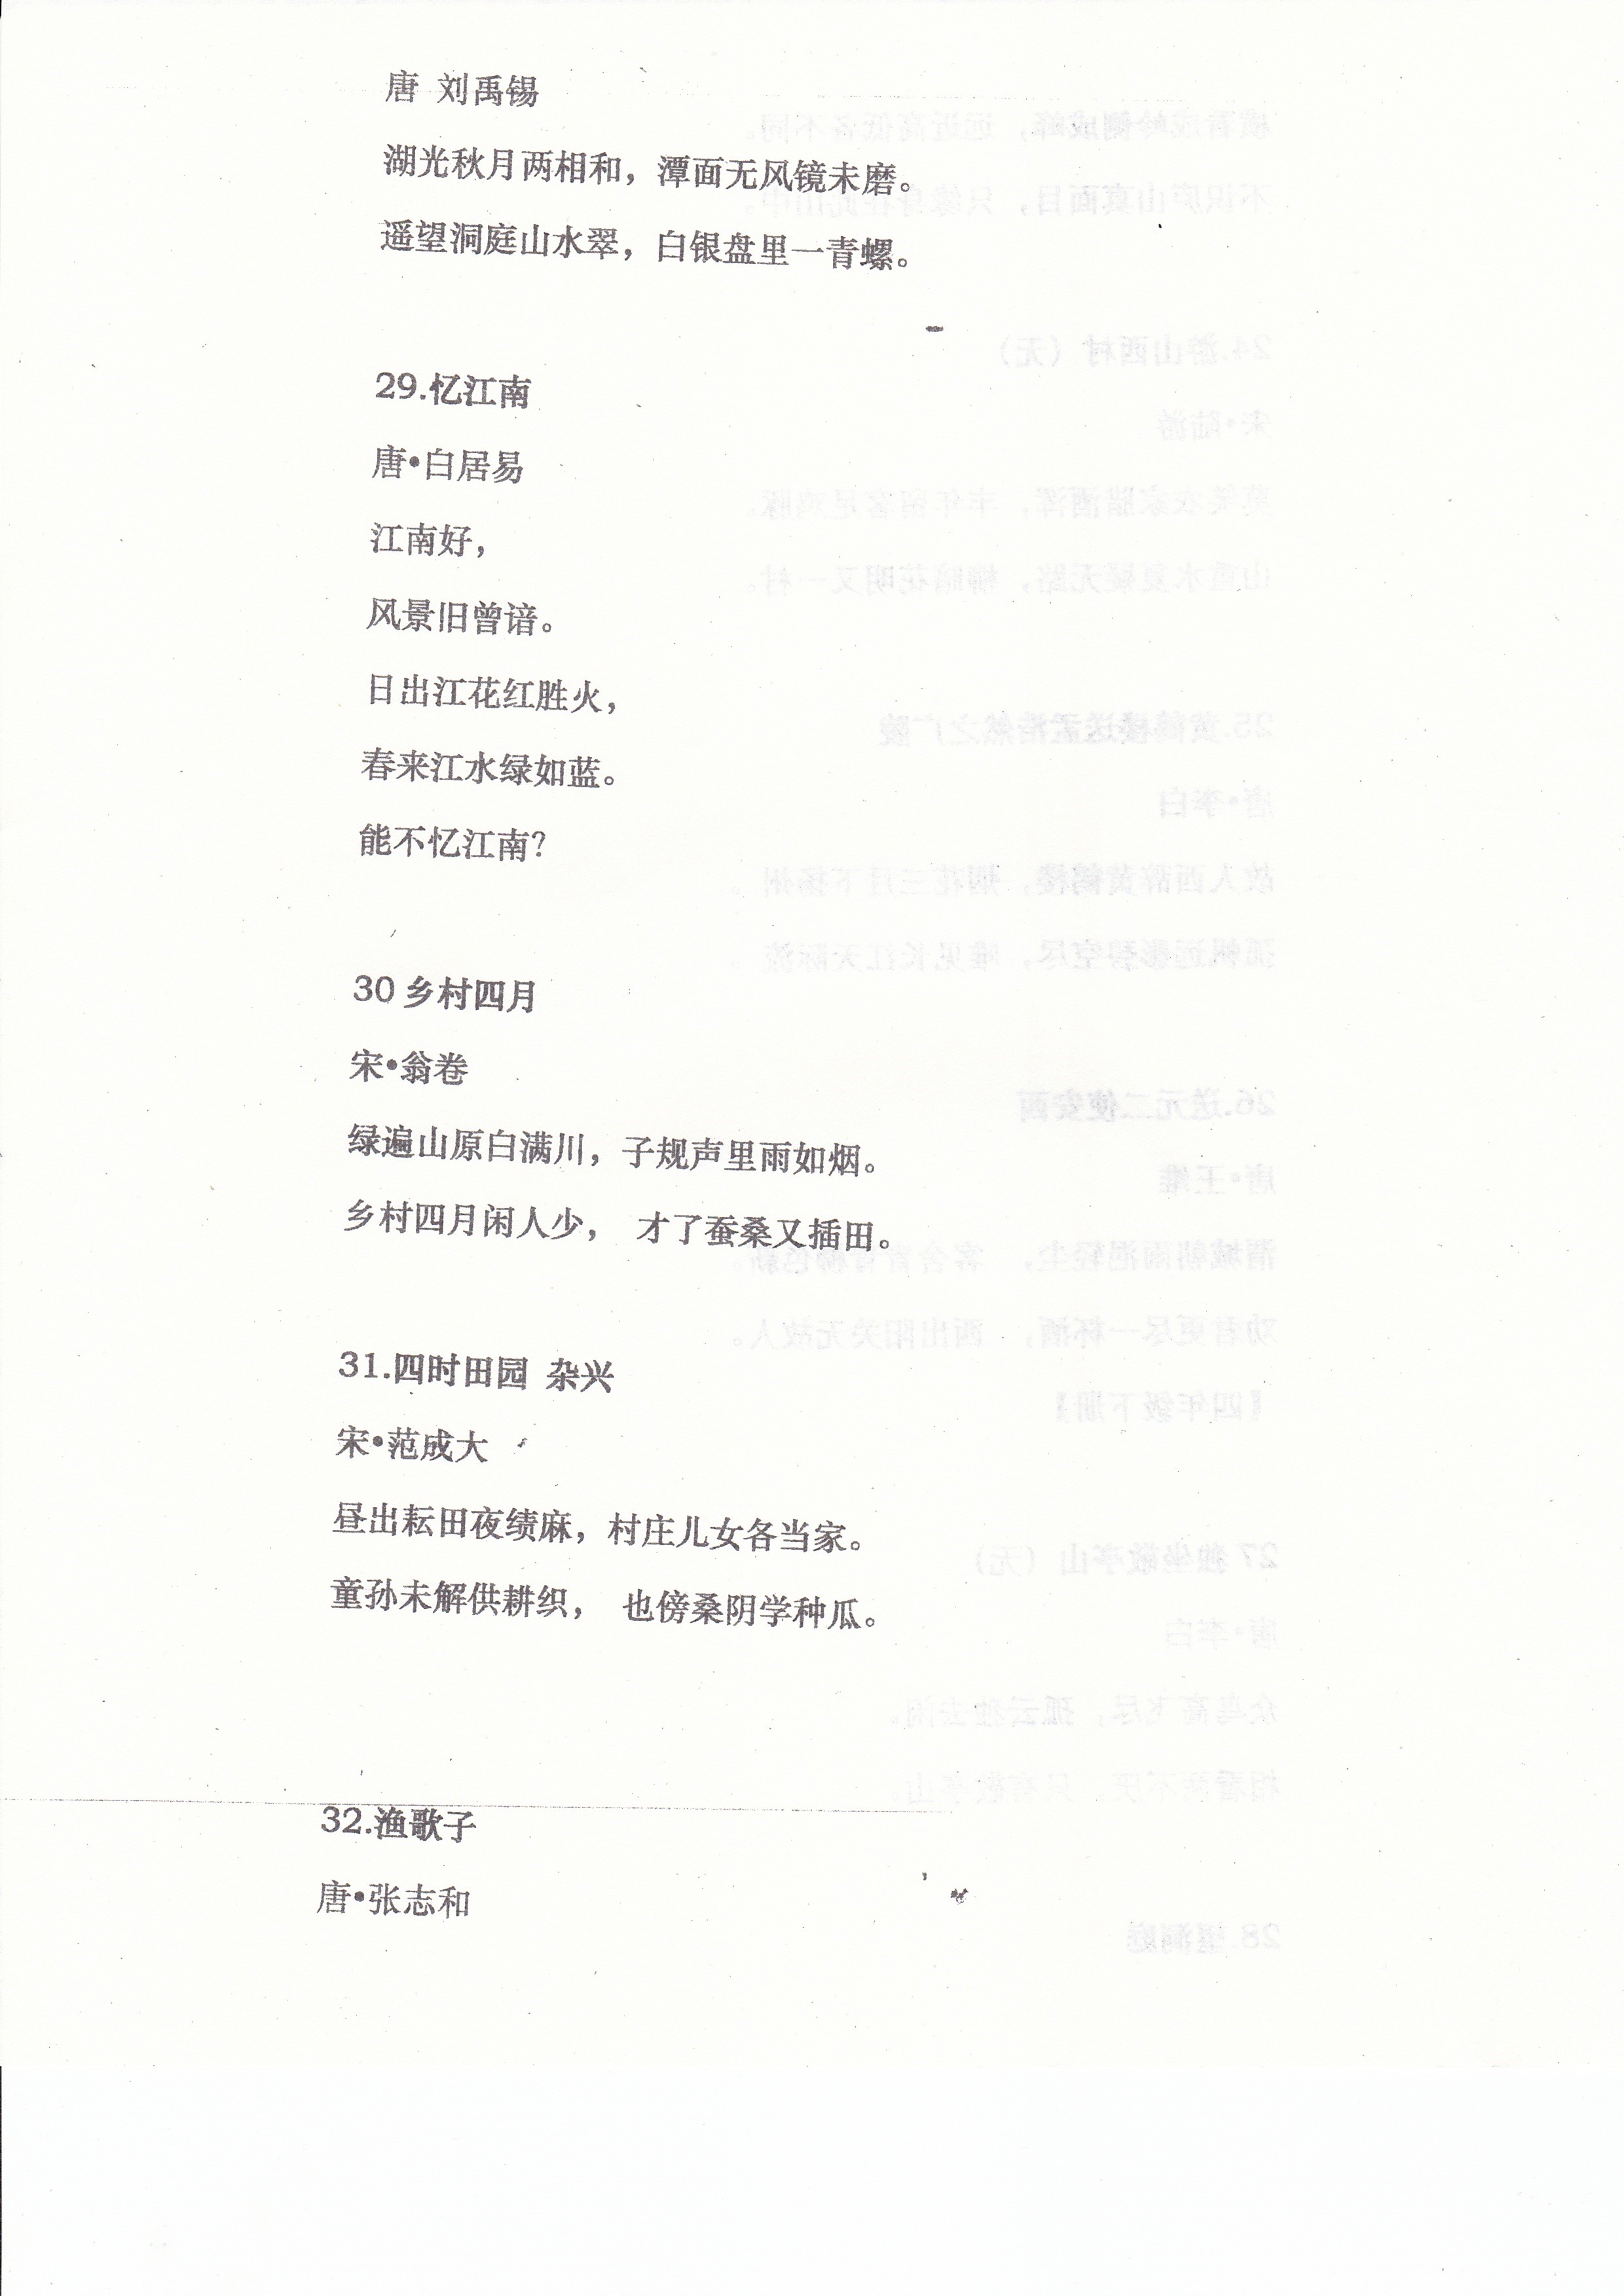 唐 刘禹锡
湖光秋月两相和，潭面无风镜未磨。
遥望洞庭山水翠，白银盘里一青螺。
29.忆江南
唐•白居易
江南好，
风景旧曾谙。
日出江花红胜火，
春来江水绿如蓝。
能不忆江南？
30 乡村四月
宋•翁卷
绿遍山原白满川，子规声里雨如烟。
乡村四月闲人少， 才了蚕桑又插田。
31.四时田园 杂兴
宋•范成大
昼出耘田夜绩麻，村庄儿女各当家。
童孙未解供耕织， 也傍桑阴学种瓜。
32.渔歌子
唐•张志和